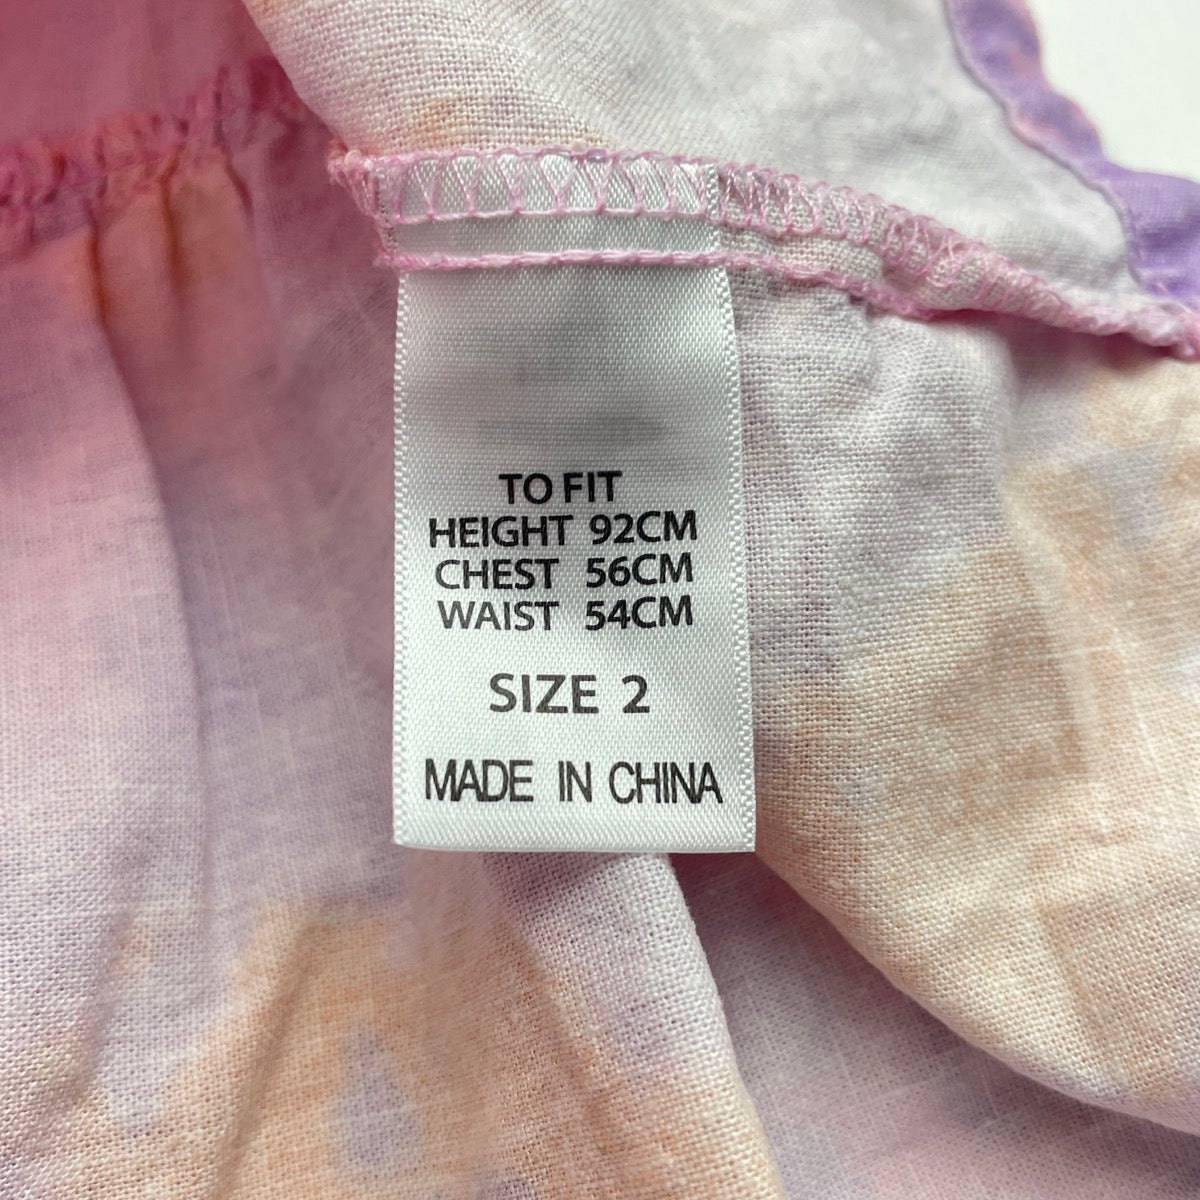 TO FIT
HEIGHT 92CM
CHEST 56CM
WAIST 54CM
SIZE 2
MADE IN CHINA